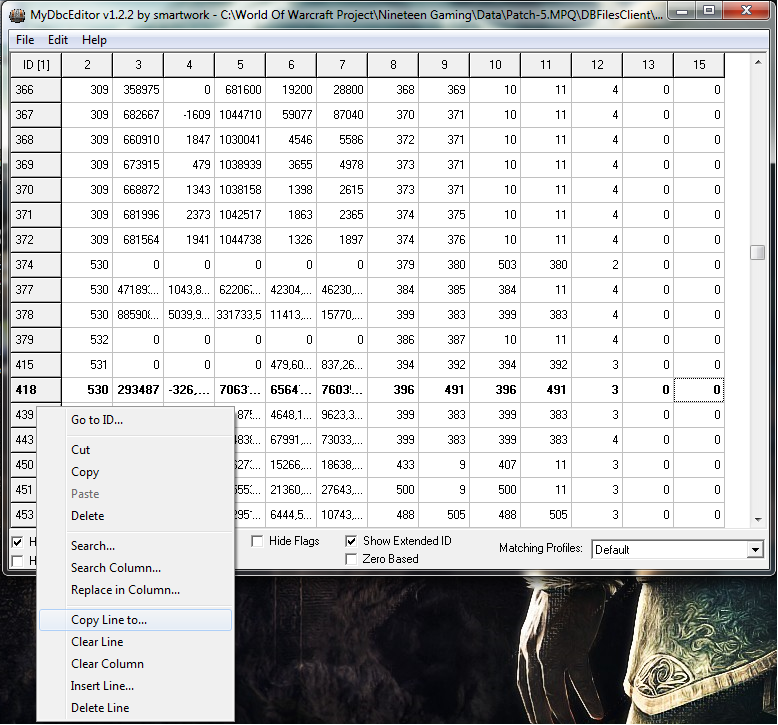 MyDbcEditor v1.2.2 by smartwork - C:\World Of Warcraft Project\Nineteen Gaming\Data\Patch-5.MPQ\DBFilesClient\...
File Edit Help
ID [1] 2 3 4 5 6 7 8 9 10 11 12 13 15
366 309 358975 0 681600 19200 28800 368 369 10 11 4 0 0
367 309 682667 -1609 1044710 59077 87040 370 371 10 11 4 0 0
368 309 660910 1847 1030041 4546 5586 372 371 10 11 4 0 0
369 309 673915 479 1038939 3655 4978 373 371 10 11 4 0 0
370 309 668872 1343 1038158 1398 2615 373 371 10 11 4 0 0
371 309 681996 2373 1042517 1863 2365 374 375 10 11 4 0 0
372 309 681564 1941 1044738 1326 1897 374 376 10 11 4 0 0
374 530 0 0 0 0 0 379 380 503 380 2 0 0
377 530 47189... 1043,8... 62206... 42304,... 46230,... 384 385 384 11 4 0 0
378 530 88590... 5039,9... 331733,5 11413,... 15770,... 399 383 399 383 4 0 0
379 532 0 0 0 0 0 386 387 10 11 4 0 0
415 531 0 0 0 479,60... 837,26... 394 392 394 392 3 0 0
418 530 293487 -326,... 7063... 6564... 7603... 396 491 396 491 3 0 0
439 4648,1... 9623,3... 399 383 399 383 3 0 0
443 67991,... 73033,... 399 383 399 383 4 0 0
450 15266,... 18638,... 433 9 407 11 3 0 0
451 21360,... 27643,... 500 9 500 11 3 0 0
453 6444,5... 10743,... 488 505 488 505 3 0 0
Go to ID...
Cut
Copy
Paste
Delete
Search...
Search Column...
Replace in Column...
Copy Line to...
Clear Line
Clear Column
Insert Line...
Delete Line
Hide Flags
Show Extended ID
Zero Based
Matching Profiles: Default